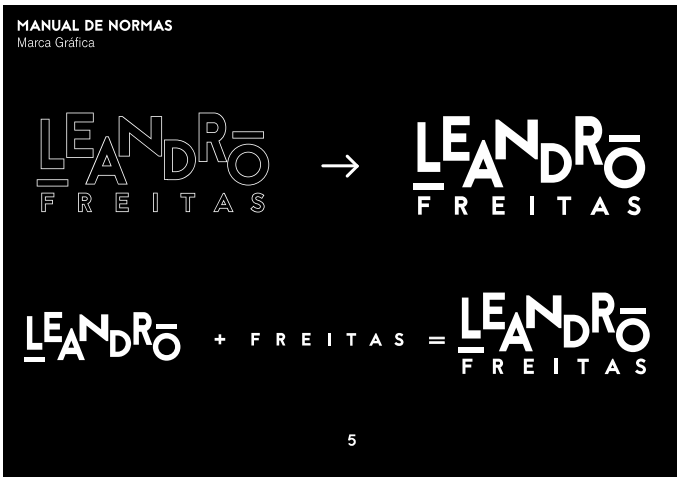 MANUAL DE NORMAS
Marca Gráfica
LEANDRO
FREITAS
→
LEANDRO
FREITAS
LEANDRO + FREITAS = LEANDRO
FREITAS
5